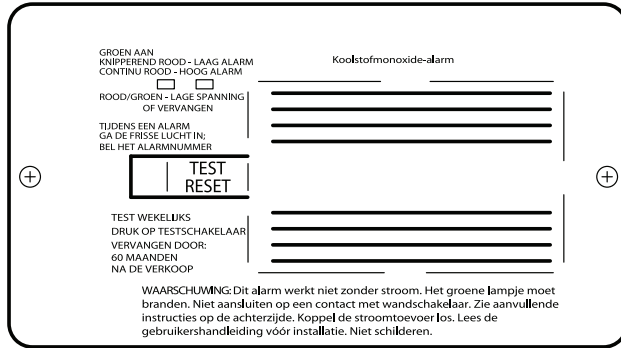 GROEN AAN
KNIPPEREND ROOD - LAAG ALARM
CONTINU ROOD - HOOG ALARM
Koolstofmonoxide-alarm
ROOD/GROEN - LAGE SPANNING
OF VERVANGEN
TIJDENS EEN ALARM
GA DE FRISSE LUCHT IN;
BEL HET ALARMNUMMER
TEST
RESET
TEST WEKELIJKS
DRUK OP TESTSCHAKELAAR
VERVANGEN DOOR:
60 MAANDEN
NA DE VERKOOP
WAARSCHUWING: Dit alarm werkt niet zonder stroom. Het groene lampje moet
branden. Niet aansluiten op een contact met wandschakelaar. Zie aanvullende
instructies op de achterzijde. Koppel de stroomtoevoer los. Lees de
gebruikershandleiding vóór installatie. Niet schilderen.